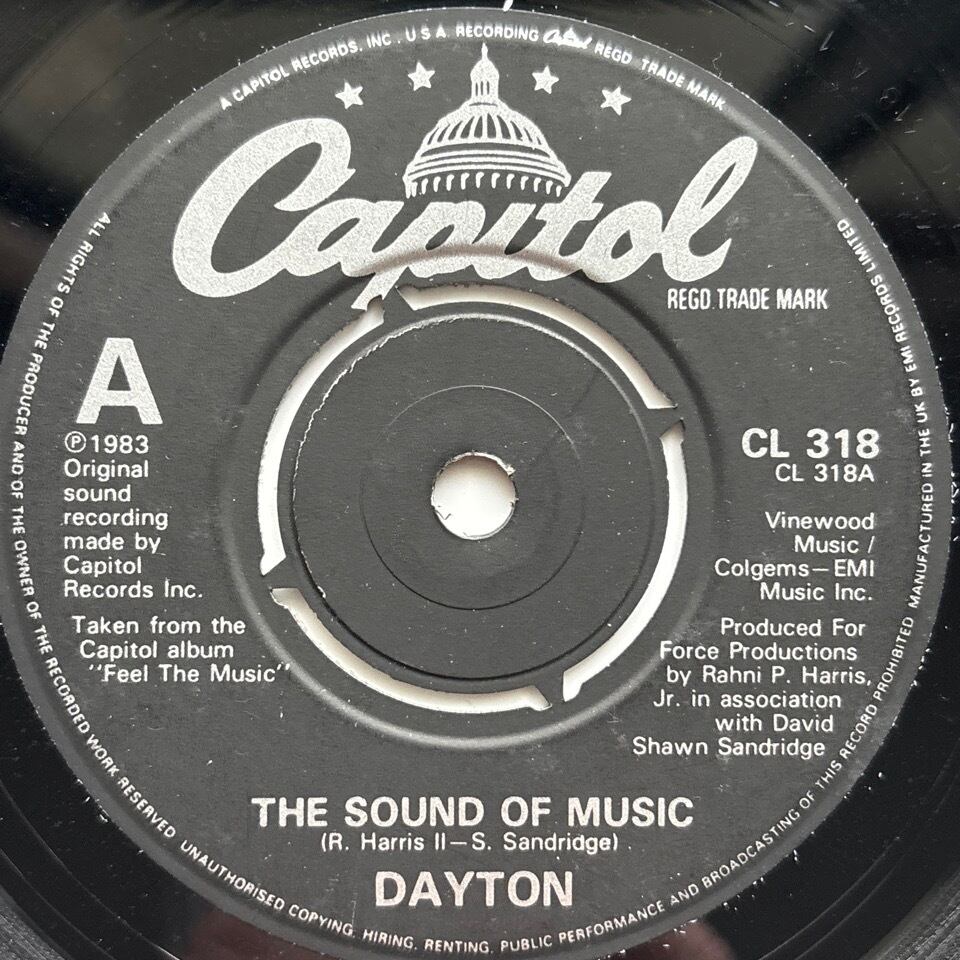 A CAPITOL RECORDS, INC. U S A. RECORDING Capitol REGD. TRADE MARK
Capitol
REGD. TRADE MARK
A
℗ 1983
Original
sound
recording
made by
Capitol
Records Inc.
Taken from the
Capitol album
"Feel The Music"
CL 318
CL 318A
Vinewood
Music /
Colgems—EMI
Music Inc.
Produced For
Force Productions
by Rahni P. Harris,
Jr. in association
with David
Shawn Sandridge
THE SOUND OF MUSIC
(R. Harris II—S. Sandridge)
DAYTON
ALL RIGHTS OF THE PRODUCER AND OF THE OWNER OF THE RECORDED WORK RESERVED UNAUTHORISED COPYING, HIRING, RENTING, PUBLIC PERFORMANCE AND BROADCASTING OF THIS RECORD PROHIBITED MANUFACTURED IN THE UK BY EMI RECORDS LIMITED